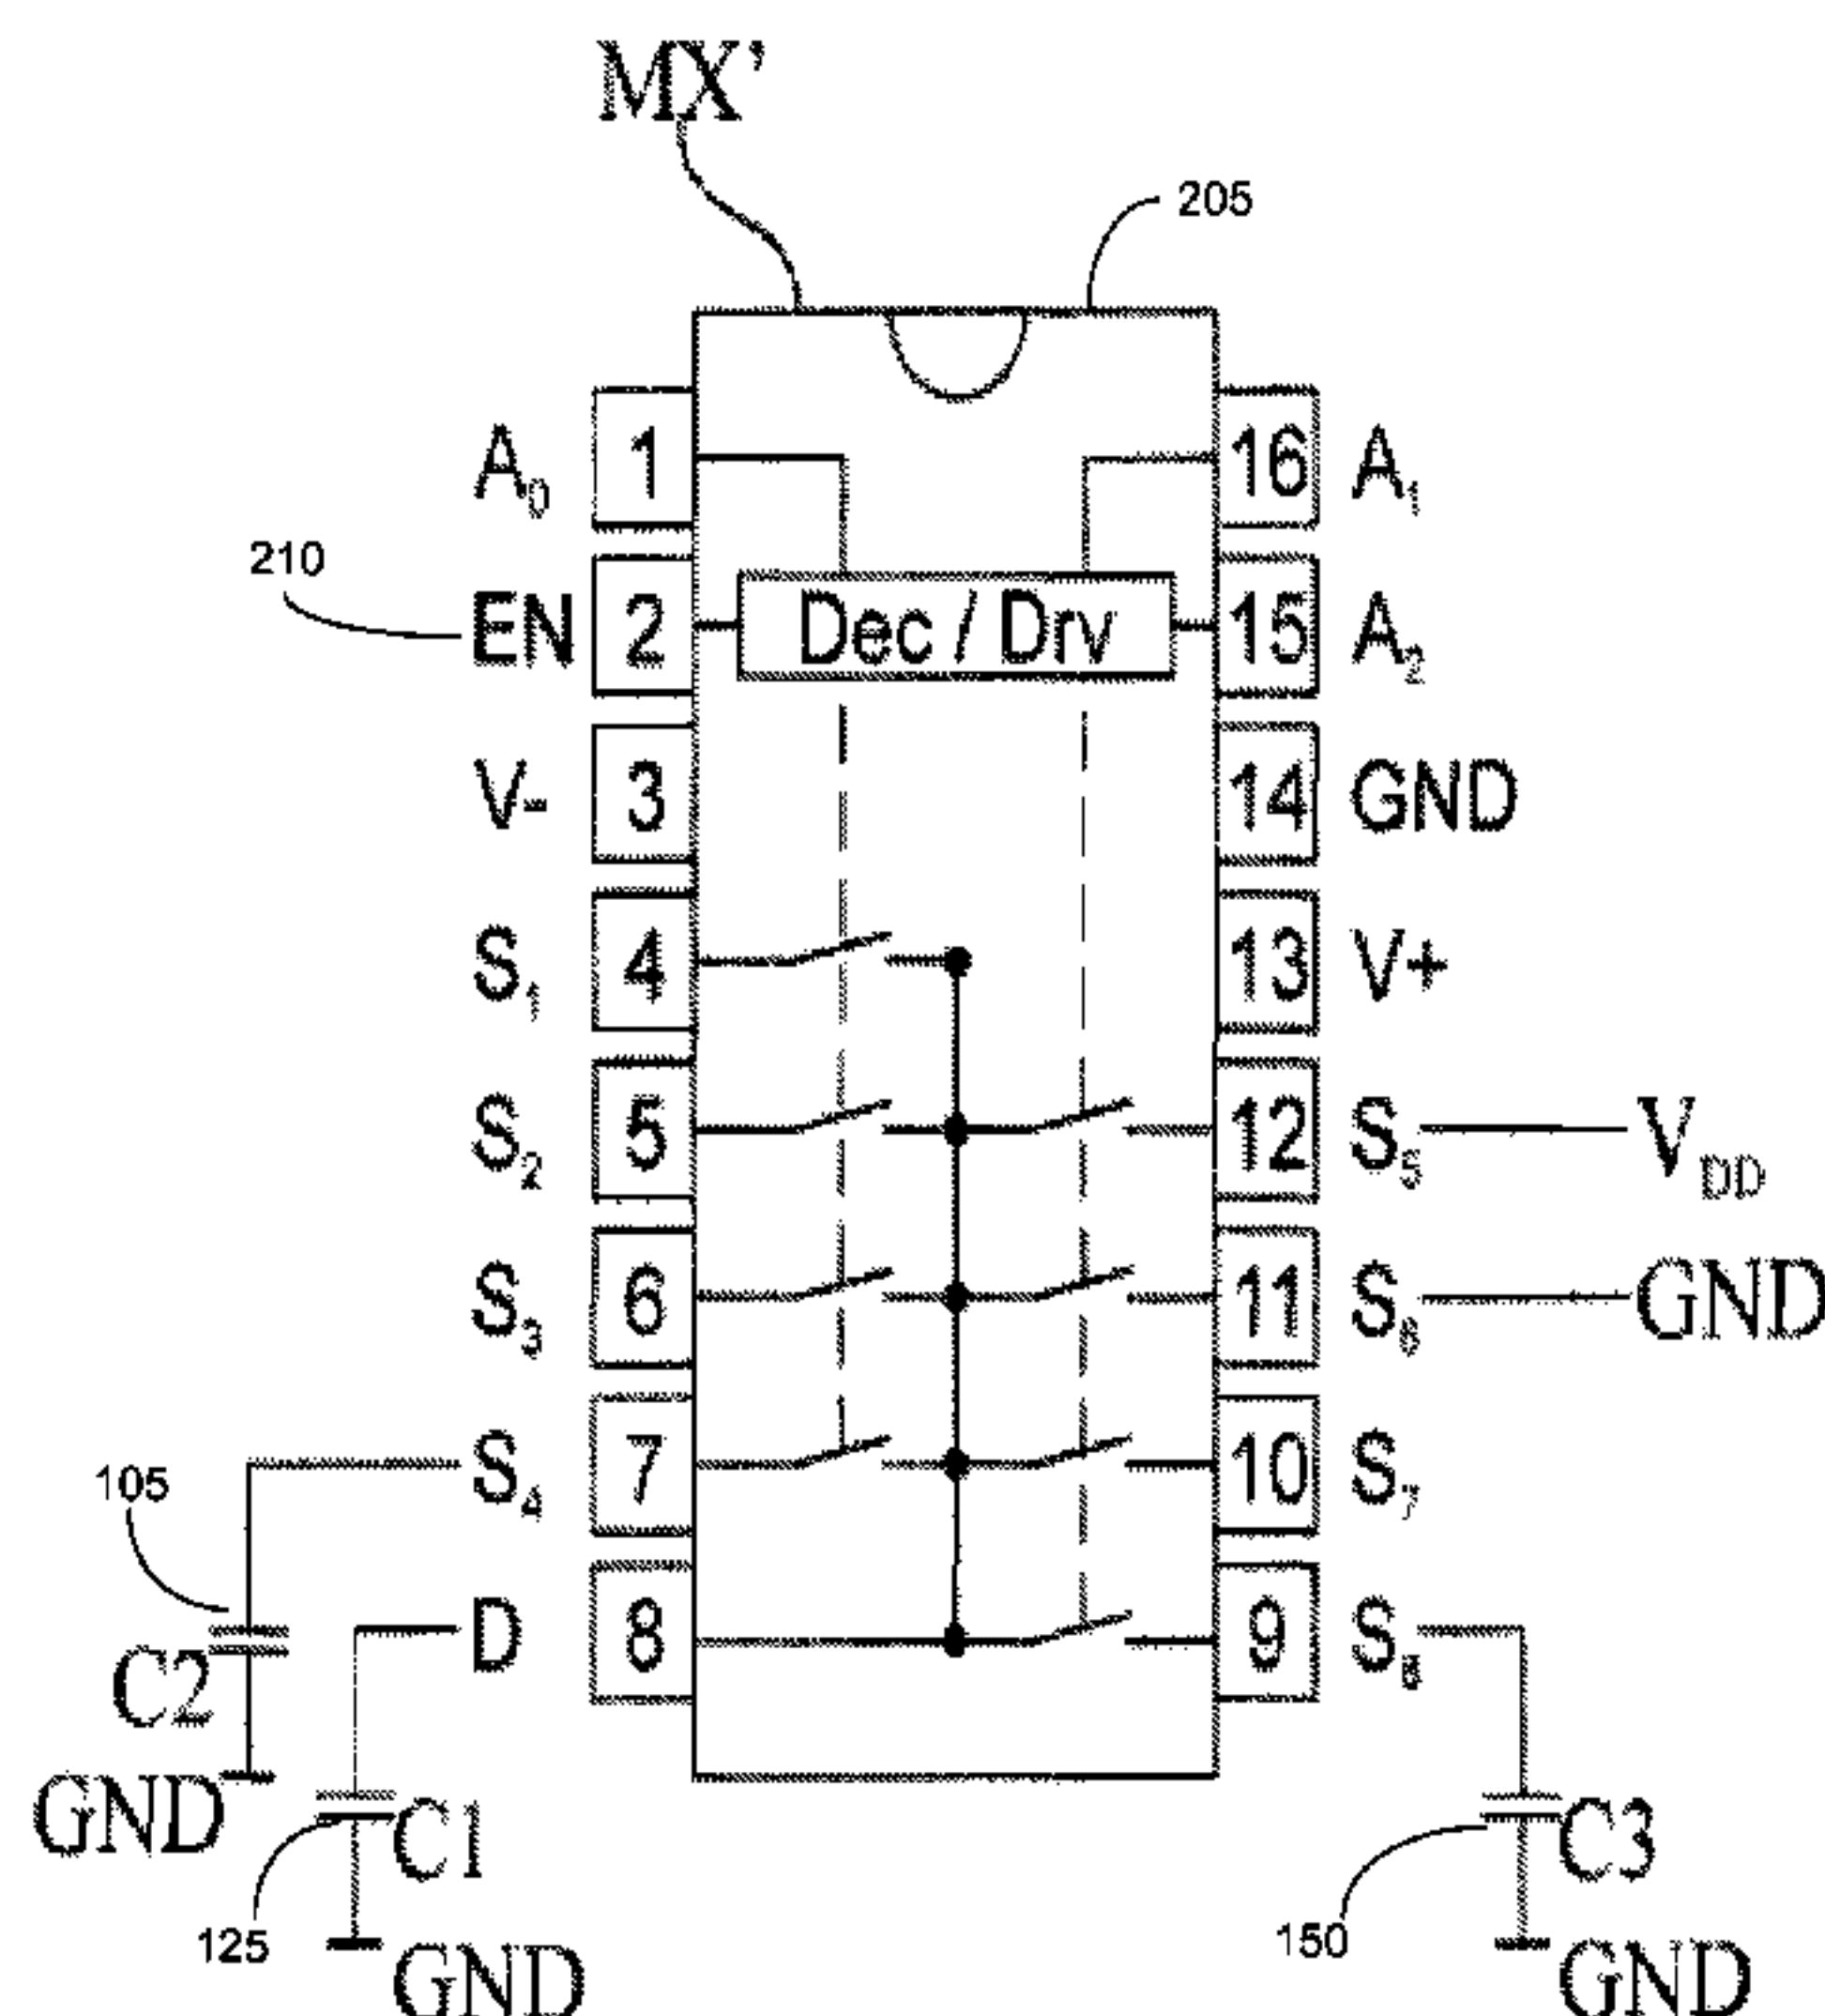 MX'
205
A0 1 16 A1
210
EN 2 Dec / Drv 15 A2
V- 3 14 GND
S1 4 13 V+
S2 5 12 S5 VDD
S3 6 11 S6 GND
S4 7 10 S7
105
D 8 9 S8
C2
GND
C1
C3
125
150
GND
GND